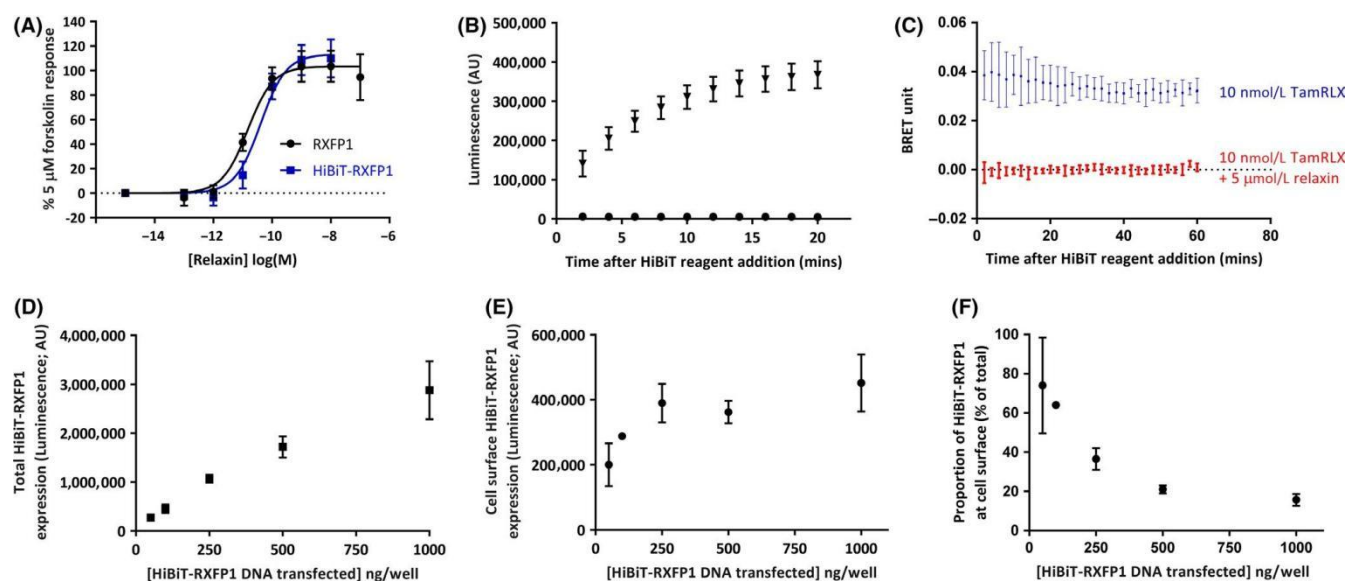 (A)
% 5 μM forskolin response
140
120
100
80
60
40
20
0
−20
RXFP1
HiBiT-RXFP1
−14
−12
−10
−8
−6
[Relaxin] log(M)
(B)
Luminescence (AU)
500,000
400,000
300,000
200,000
100,000
0
0
5
10
15
20
Time after HiBiT reagent addition (mins)
(C)
BRET unit
0.06
0.04
0.02
0.00
−0.02
10 nmol/L TamRLX
10 nmol/L TamRLX
+ 5 μmol/L relaxin
20
40
60
80
Time after HiBiT reagent addition (mins)
(D)
Total HiBiT-RXFP1
expression (Luminescence; AU)
4,000,000
3,000,000
2,000,000
1,000,000
0
0
250
500
750
1000
[HiBiT-RXFP1 DNA transfected] ng/well
(E)
Cell surface HiBiT-RXFP1
expression (Luminescence; AU)
600,000
400,000
200,000
0
0
250
500
750
1000
[HiBiT-RXFP1 DNA transfected] ng/well
(F)
Proportion of HiBiT-RXFP1
at cell surface (% of total)
100
80
60
40
20
0
0
250
500
750
1000
[HiBiT-RXFP1 DNA transfected] ng/well